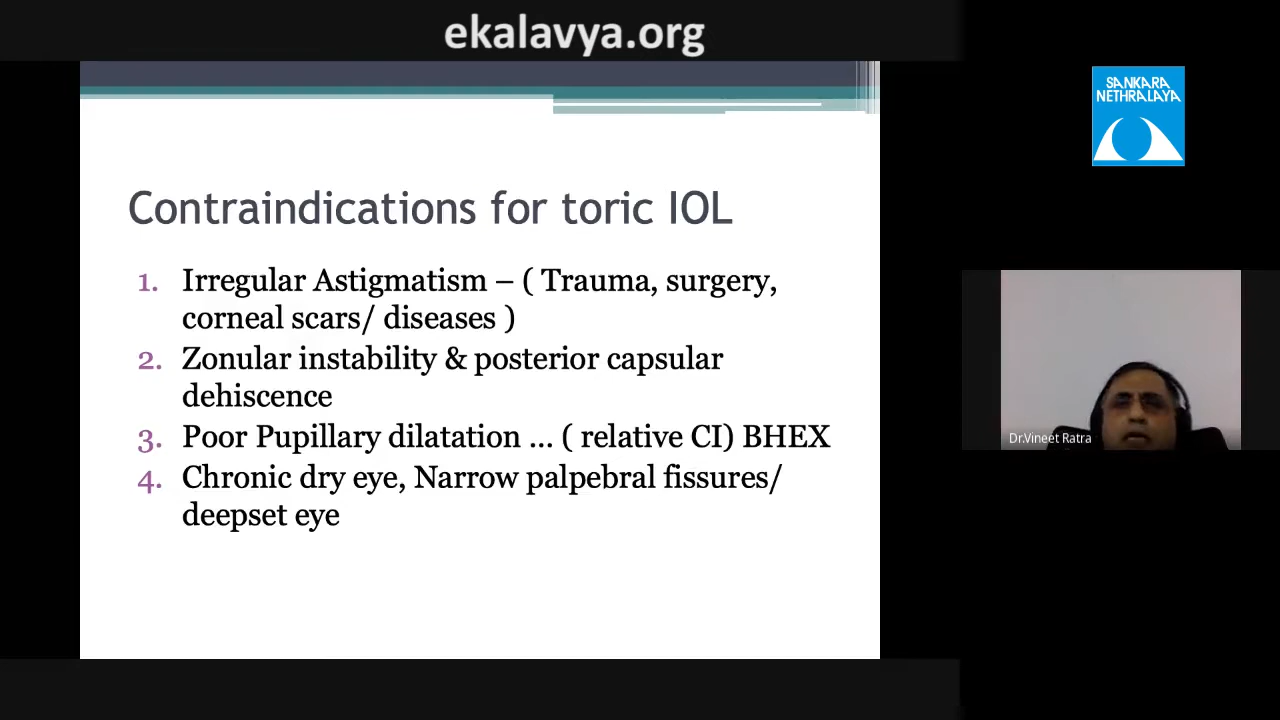 ekalavya.org
SANKARA
NETHRALAYA
Contraindications for toric IOL
1. Irregular Astigmatism – ( Trauma, surgery,
corneal scars/ diseases )
2. Zonular instability & posterior capsular
dehiscence
3. Poor Pupillary dilatation ... ( relative CI) BHEX
4. Chronic dry eye, Narrow palpebral fissures/
deepset eye
Dr.Vineet Ratra